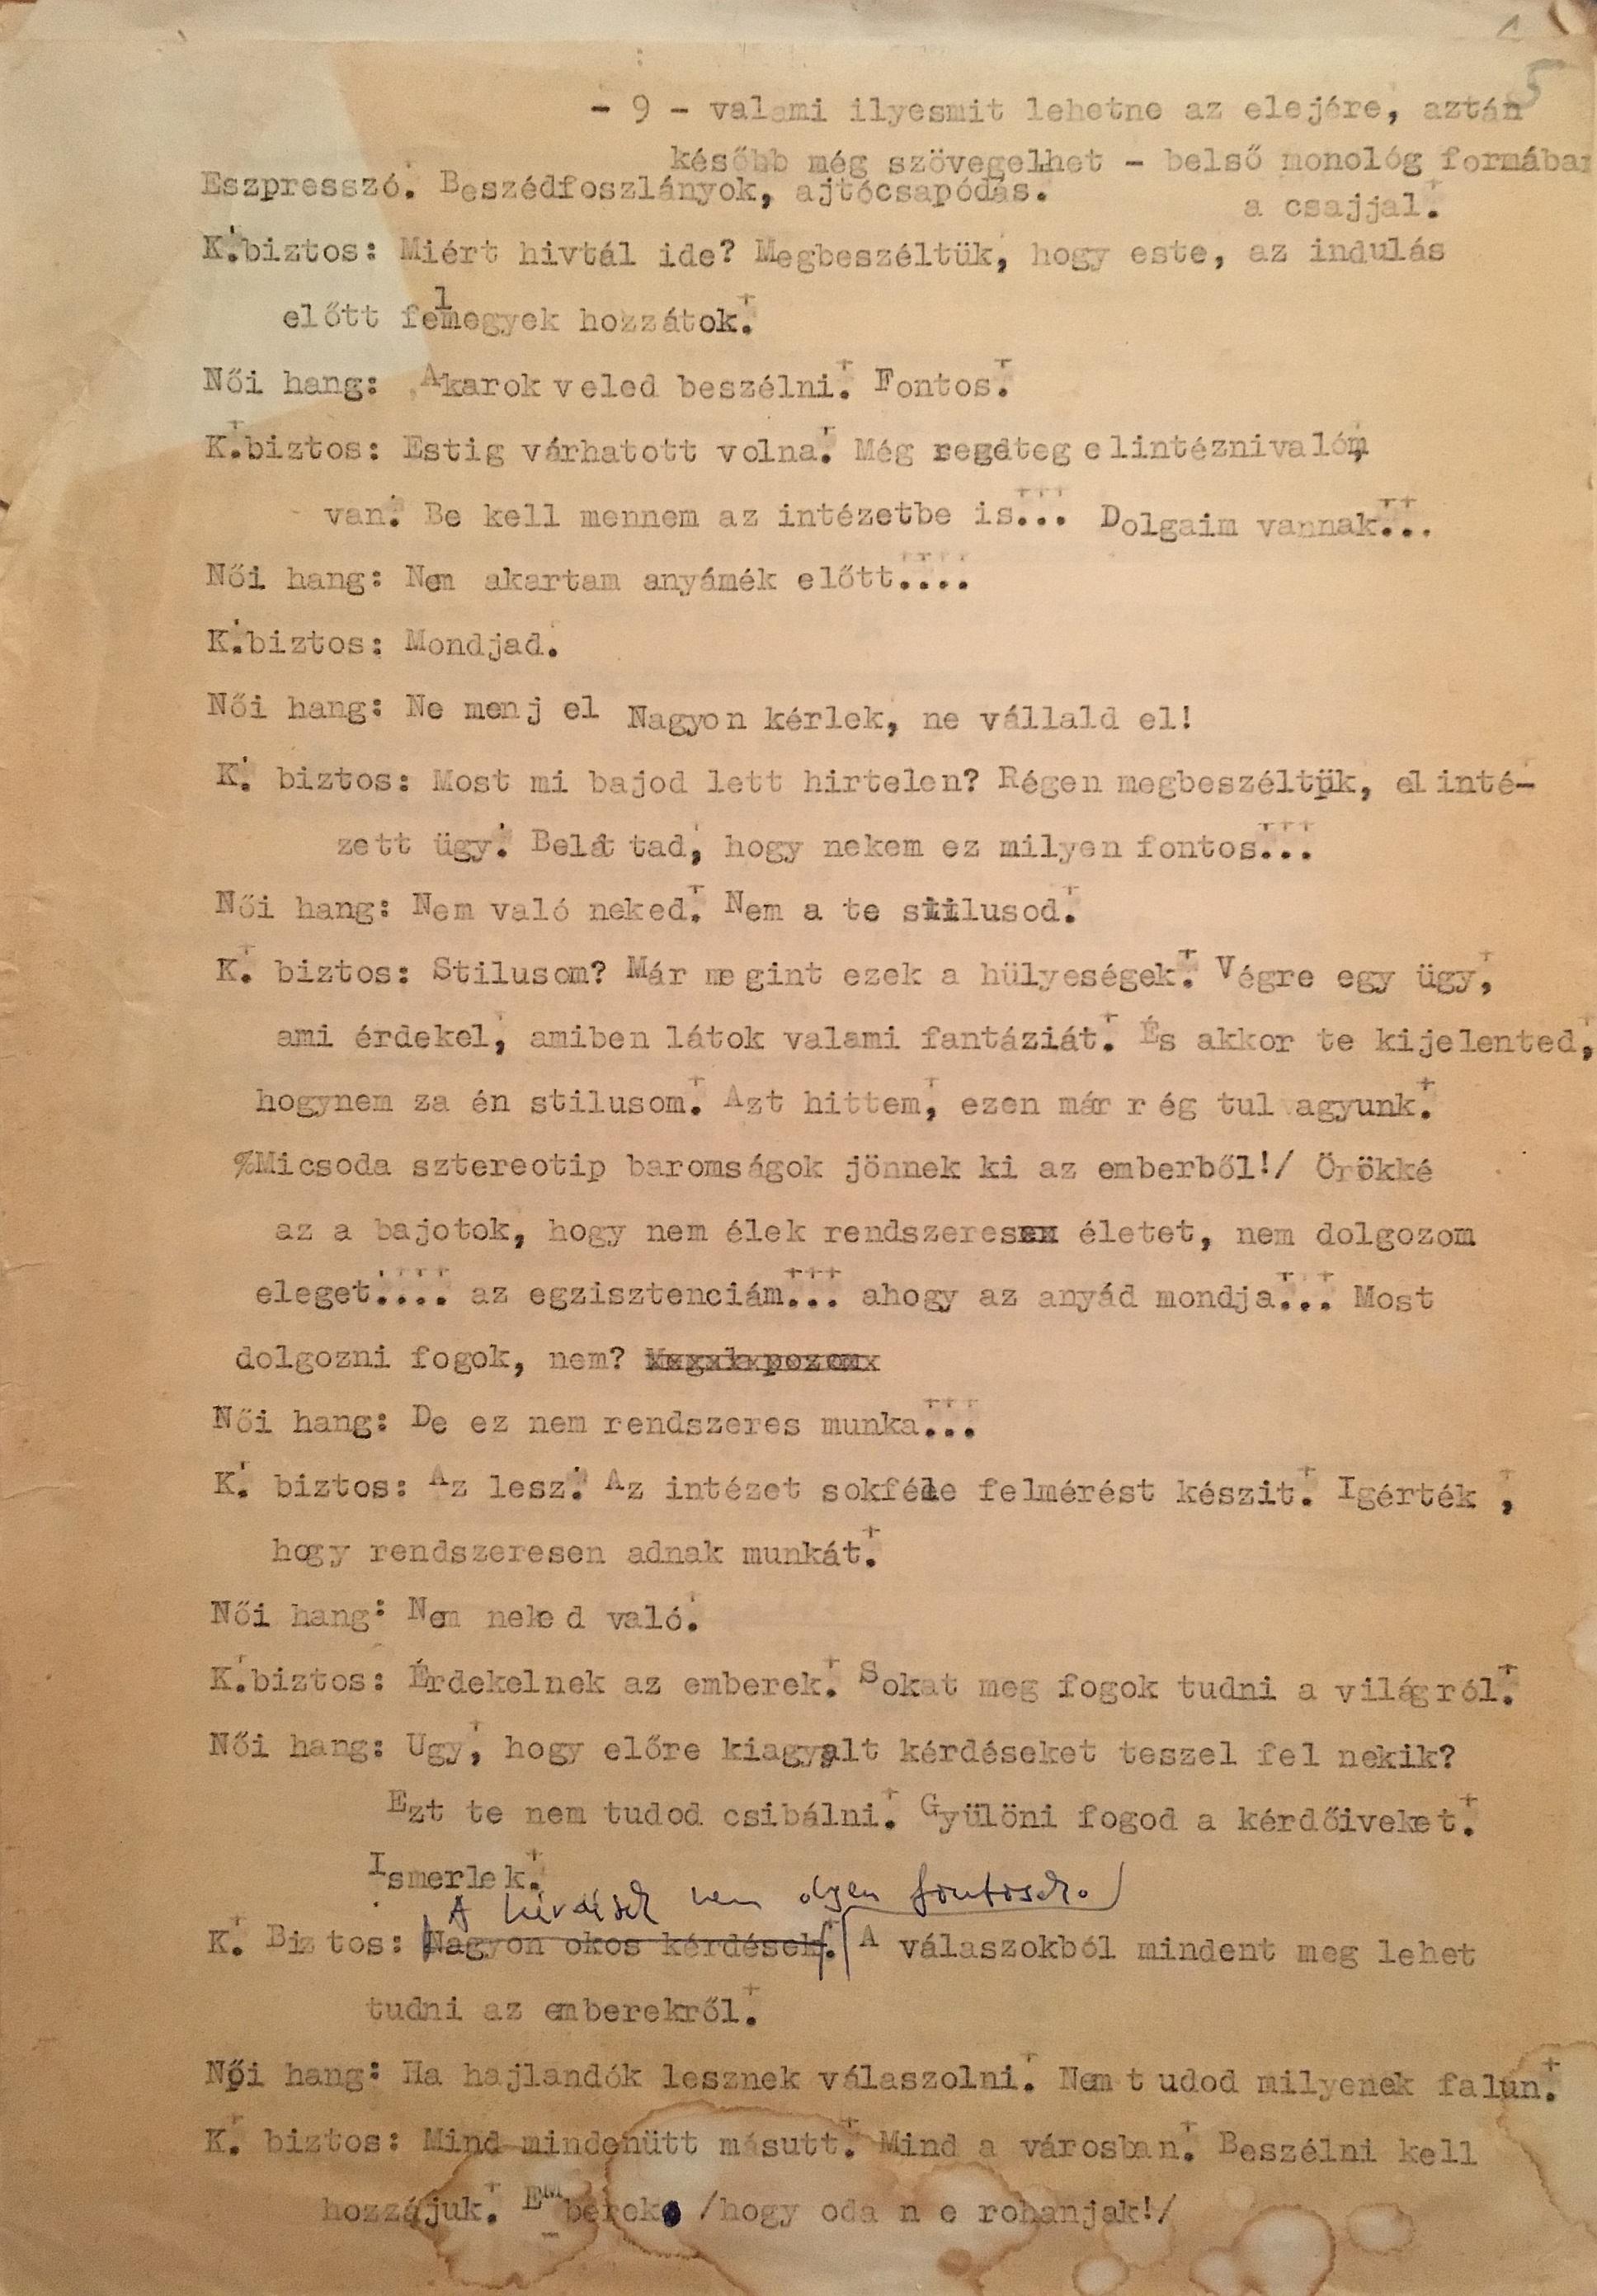 5
- 9 - valami ilyesmit lehetne az elejére, aztán
később még szövegelhet - belső monológ formában
Eszpresszó. Beszédfoszlányok, ajtócsapódás.
a csajjal.
K.biztos: Miért hivtál ide? Megbeszéltük, hogy este, az indulás
előtt felmegyek hozzátok.
Női hang: Akarok veled beszélni. Fontos.
K.biztos: Estig várhatott volna. Még regeteg elintéznivalóm
van. Be kell mennem az intézetbe is... Dolgaim vannak...
Női hang: Nem akartam anyámék előtt....
K.biztos: Mondjad.
Női hang: Ne menj el Nagyon kérlek, ne vállald el!
K. biztos: Most mi bajod lett hirtelen? Régen megbeszéltük, el inté-
zett ügy. Belát tad, hogy nekem ez milyen fontos...
Női hang: Nem való neked. Nem a te stilusod.
K. biztos: Stilusom? Már megint ezek a hülyeségek. Végre egy ügy,
ami érdekel, amiben látok valami fantáziát. És akkor te kijelented,
hogynem za én stilusom. Azt hittem, ezen már rég tul agyunk.
%Micsoda sztereotip baromságok jönnek ki az emberből!/ Örökké
az a bajotok, hogy nem élek rendszeres életet, nem dolgozom
eleget.... az egzisztenciám... ahogy az anyád mondja... Most
dolgozni fogok, nem?
Női hang: De ez nem rendszeres munka...
K. biztos: Az lesz. Az intézet sokféle felmérést készit. Igérték ,
hogy rendszeresen adnak munkát.
Női hang: Nem neked való.
K.biztos: Érdekelnek az emberek. Sokat meg fogok tudni a világról.
Női hang: Ugy, hogy előre kiagyalt kérdéseket teszel fel nekik?
Ezt te nem tudod csibálni. Gyülöni fogod a kérdőiveket.
Ismerlek.
A kérdések nem olyan fontosak.
K. Biztos: Nagyon okos kérdések. A válaszokból mindent meg lehet
tudni az emberekről.
Női hang: Ha hajlandók lesznek válaszolni. Nem tudod milyenek falun.
K. biztos: Mind mindenütt másutt. Mind a városban. Beszélni kell
hozzájuk. Emberek /hogy oda n e rohanjak!/